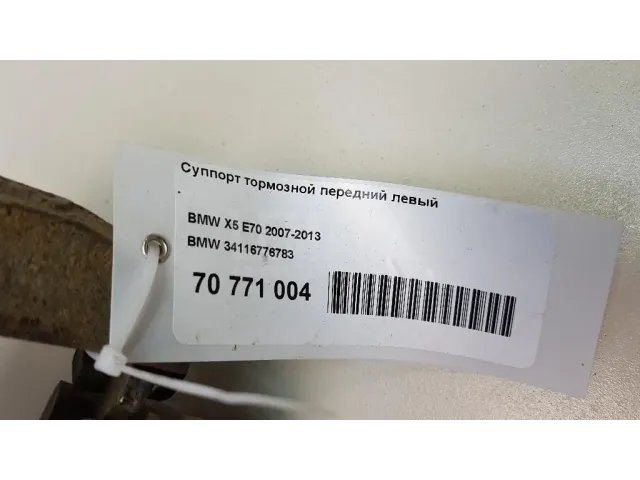 Суппорт тормозной передний левый
BMW X5 E70 2007-2013
BMW 34116776783
70 771 004